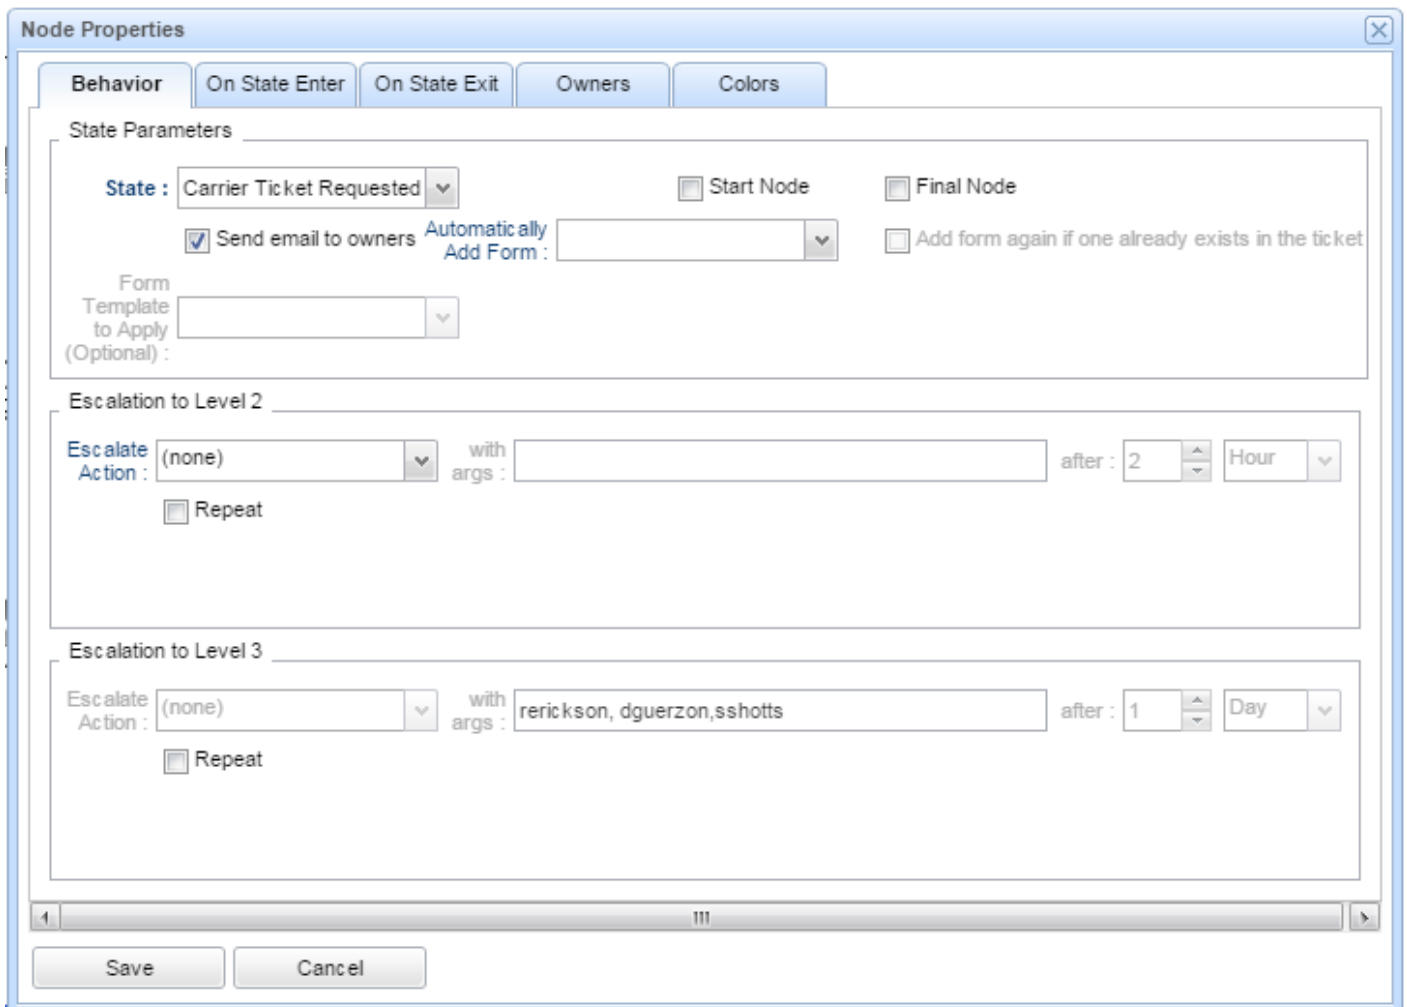 Node Properties
Behavior On State Enter On State Exit Owners Colors
State Parameters
State : Carrier Ticket Requested Start Node Final Node
Send email to owners Automatically Add Form : Add form again if one already exists in the ticket
Form
Template
to Apply
(Optional) :
Escalation to Level 2
Escalate Action : (none) with args : after : 2 Hour
Repeat
Escalation to Level 3
Escalate Action : (none) with args : rerickson, dguerzon,sshotts after : 1 Day
Repeat
Save Cancel